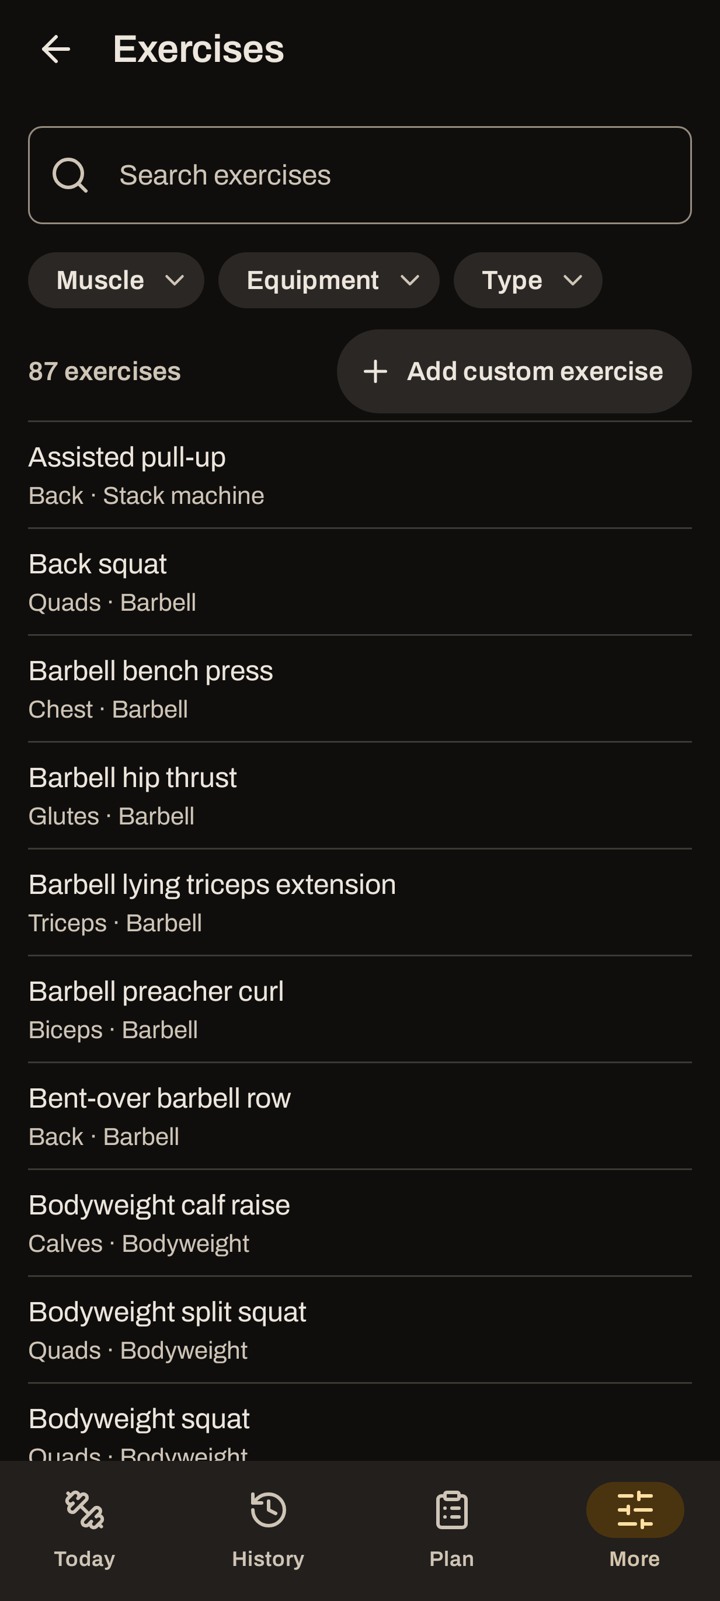 Exercises
Search exercises
Muscle
Equipment
Type
87 exercises
Add custom exercise
Assisted pull-up
Back · Stack machine
Back squat
Quads · Barbell
Barbell bench press
Chest · Barbell
Barbell hip thrust
Glutes · Barbell
Barbell lying triceps extension
Triceps · Barbell
Barbell preacher curl
Biceps · Barbell
Bent-over barbell row
Back · Barbell
Bodyweight calf raise
Calves · Bodyweight
Bodyweight split squat
Quads · Bodyweight
Bodyweight squat
Quads · Bodyweight
Today
History
Plan
More